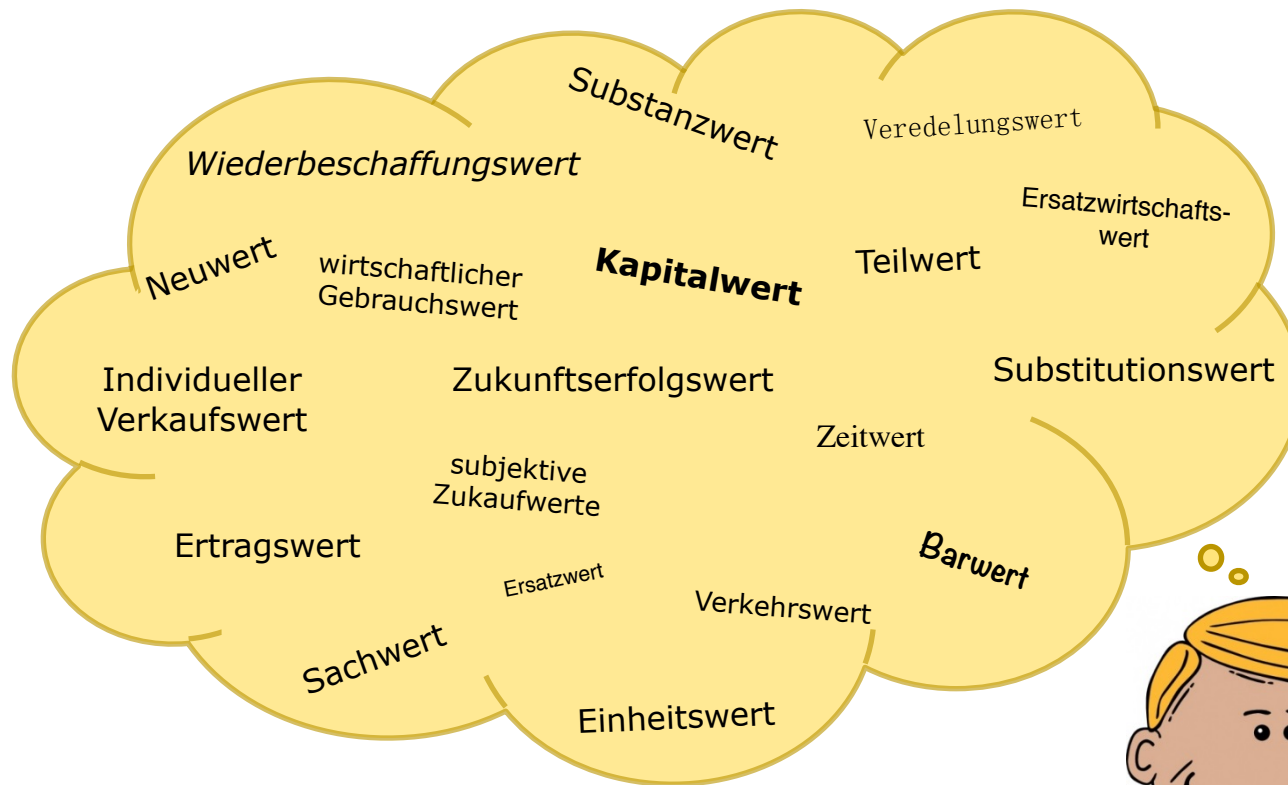 Substanzwert
Veredelungswert
Wiederbeschaffungswert
Ersatzwirtschafts-
wert
Neuwert
wirtschaftlicher
Gebrauchswert
Kapitalwert
Teilwert
Individueller
Verkaufswert
Zukunftserfolgswert
Substitutionswert
Zeitwert
subjektive
Zukaufwerte
Ertragswert
Barwert
Ersatzwert
Verkehrswert
Sachwert
Einheitswert